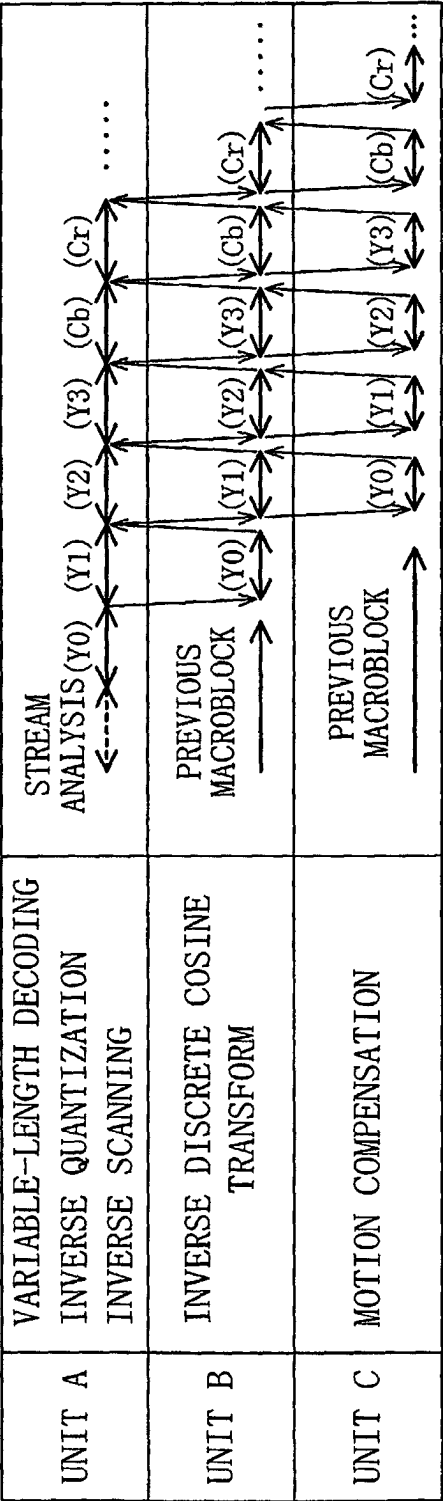 UNIT A
VARIABLE-LENGTH DECODING
INVERSE QUANTIZATION
INVERSE SCANNING
STREAM
ANALYSIS (Y0) (Y1) (Y2) (Y3) (Cb) (Cr) .....
UNIT B
INVERSE DISCRETE COSINE
TRANSFORM
PREVIOUS
MACROBLOCK
(Y0) (Y1) (Y2) (Y3) (Cb) (Cr) .....
UNIT C
MOTION COMPENSATION
PREVIOUS
MACROBLOCK
(Y0) (Y1) (Y2) (Y3) (Cb) (Cr) ...